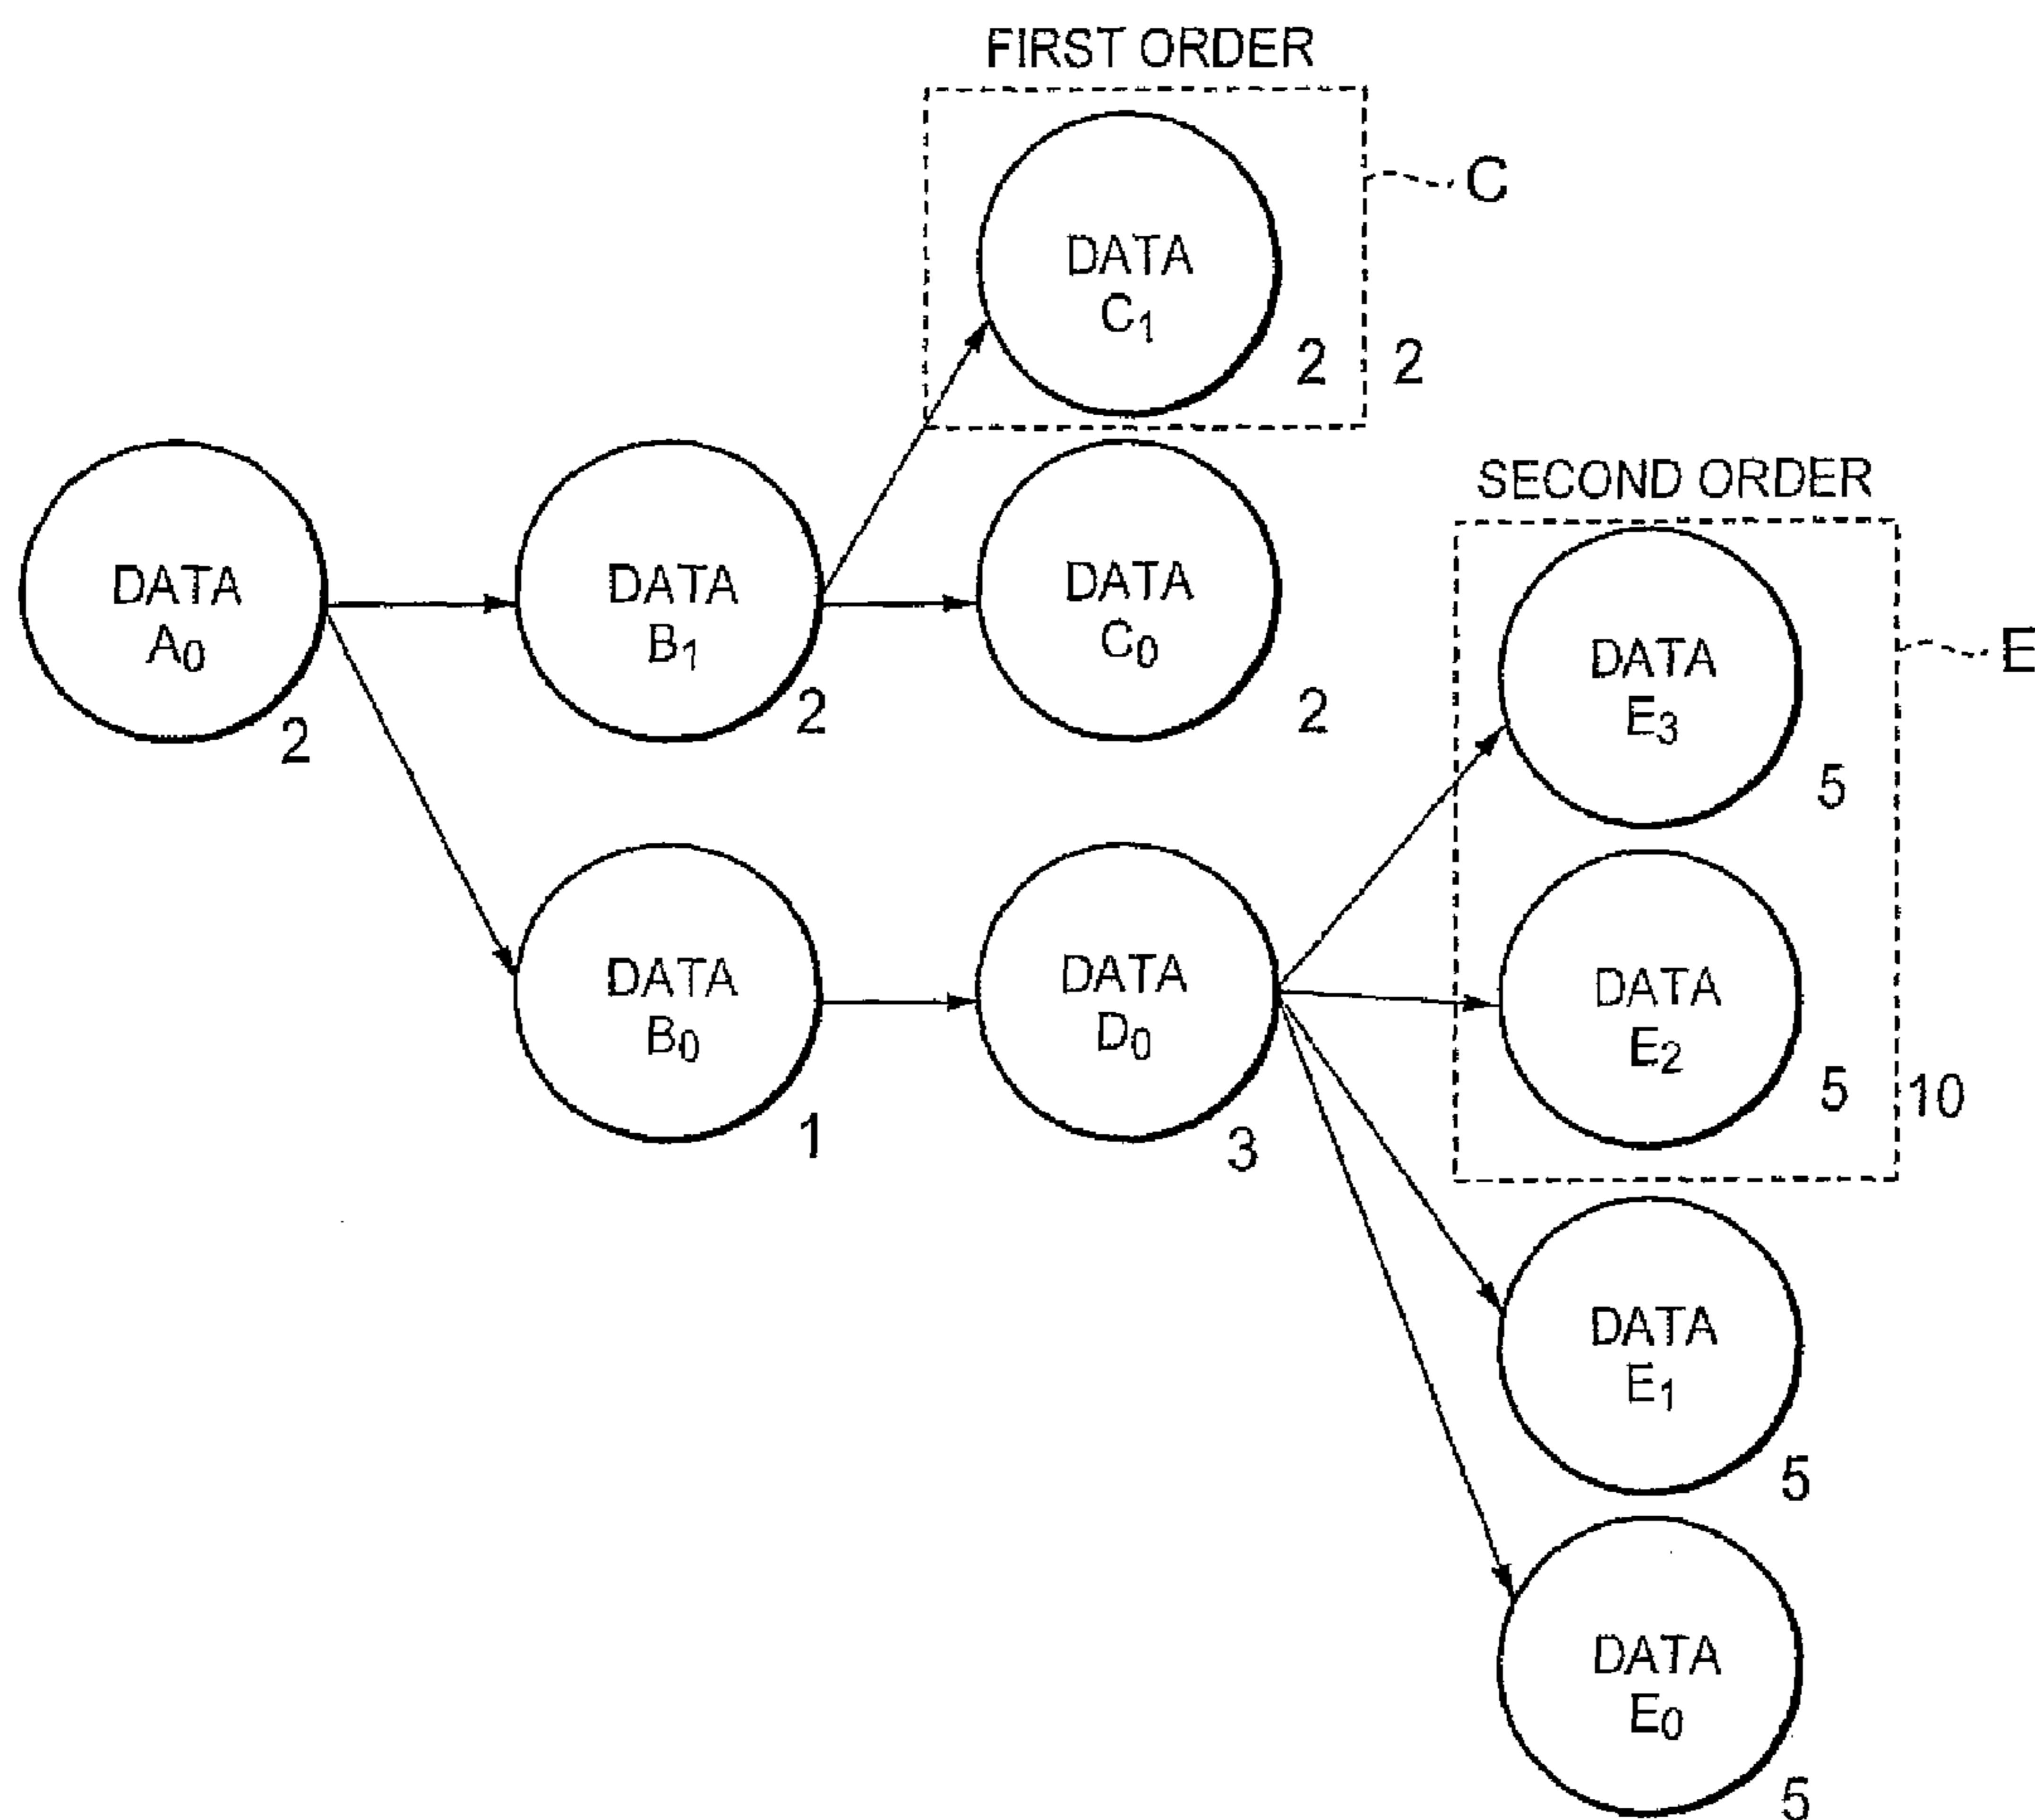 FIRST ORDER
DATA
C1
2
2
C
DATA
A0
2
DATA
B1
2
DATA
C0
2
SECOND ORDER
DATA
E3
5
E
DATA
B0
1
DATA
D0
3
DATA
E2
5
10
DATA
E1
5
DATA
E0
5